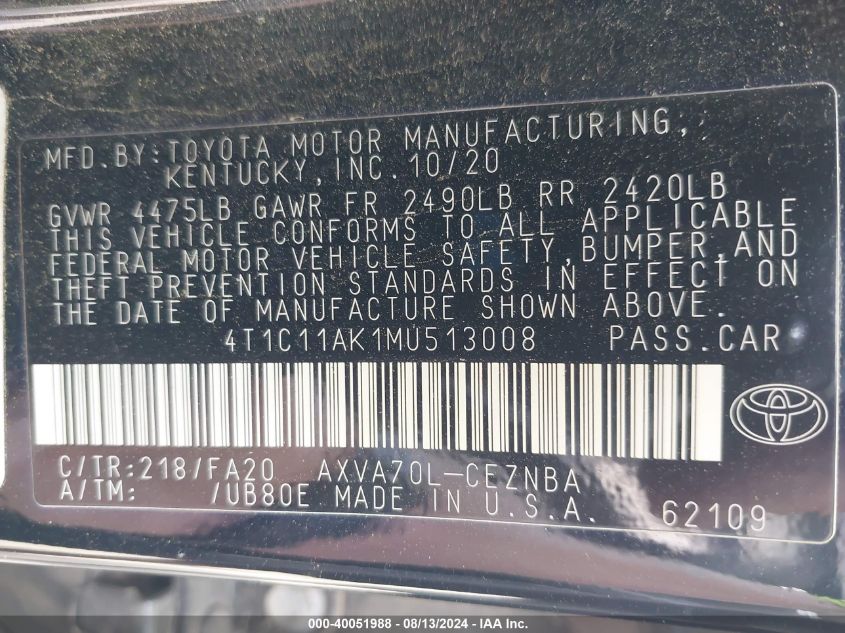 MFD.BY:TOYOTA MOTOR MANUFACTURING,
KENTUCKY,INC.10/20
GVWR 4475LB GAWR FR 2490LB RR 2420LB
THIS VEHICLE CONFORMS TO ALL APPLICABLE
FEDERAL MOTOR VEHICLE SAFETY,BUMPER,AND
THEFT PREVENTION STANDARDS IN EFFECT ON
THE DATE OF MANUFACTURE SHOWN ABOVE.
4T1C11AK1MU513008 PASS.CAR
C/TR:218/FA20 AXVA70L-CEZNBA
A/TM: /UB80E MADE IN U.S.A. 62109
000-40051988 - 08/13/2024 - IAAI.COM